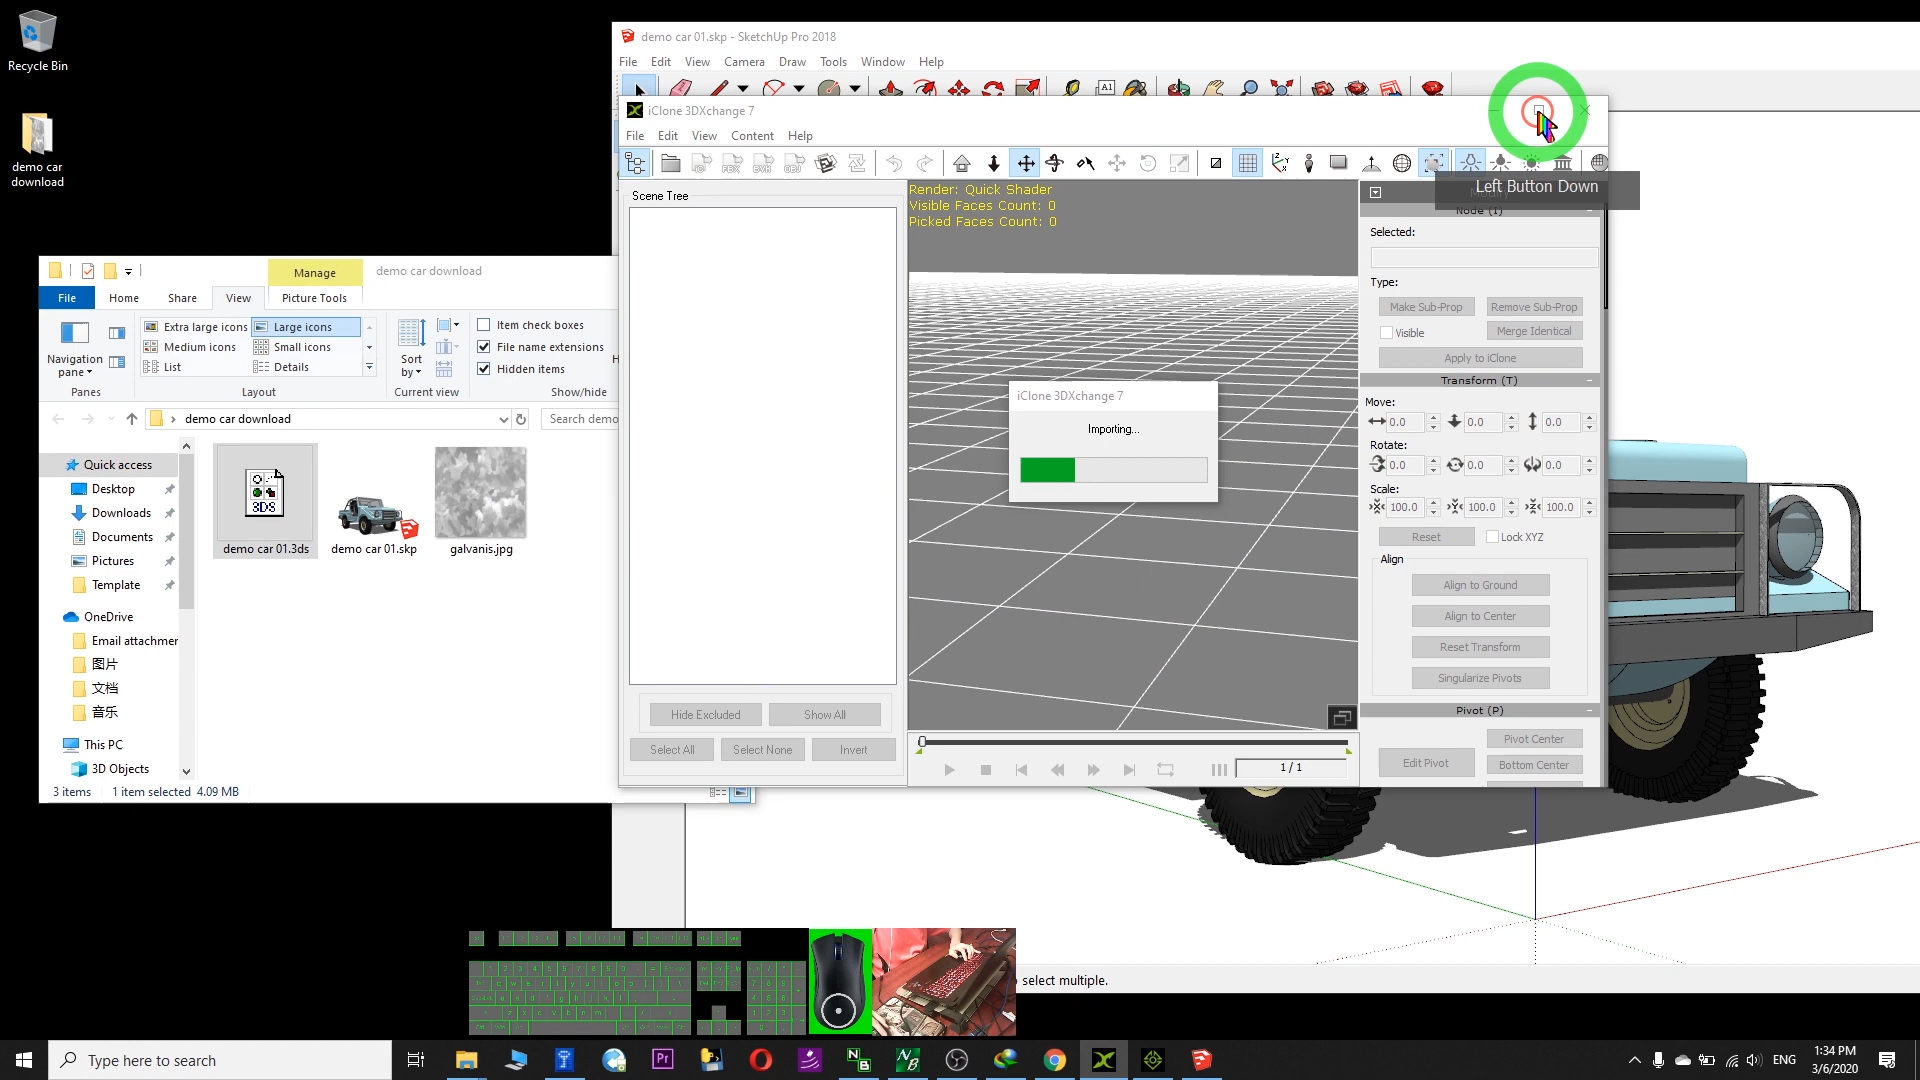 Recycle Bin
demo car
download
demo car 01.skp - SketchUp Pro 2018
File Edit View Camera Draw Tools Window Help
iClone 3DXchange 7
File Edit View Content Help
Left Button Down
Scene Tree
Render: Quick Shader
Visible Faces Count: 0
Picked Faces Count: 0
Node (I)
Selected:
Type:
Make Sub-Prop Remove Sub-Prop
Visible Merge Identical
Apply to iClone
Transform (T)
Move:
0.0 0.0 0.0
Rotate:
0.0 0.0 0.0
Scale:
100.0 100.0 100.0
Reset Lock XYZ
Align
Align to Ground
Align to Center
Reset Transform
Singularize Pivots
Pivot (P)
Pivot Center
Edit Pivot
Bottom Center
iClone 3DXchange 7
Importing...
Hide Excluded Show All
Select All Select None Invert
1 / 1
Manage demo car download
File Home Share View Picture Tools
Extra large icons Large icons
Medium icons Small icons
List Details
Navigation
pane
Panes
Layout
Sort
by
Current view
Item check boxes
File name extensions
Hidden items
Show/hide
demo car download
Search demo
Quick access
Desktop
Downloads
Documents
Pictures
Template
OneDrive
Email attachmer
图片
文档
音乐
This PC
3D Objects
3DS
demo car 01.3ds
demo car 01.skp
galvanis.jpg
3 items 1 item selected 4.09 MB
select multiple.
Type here to search
ENG
1:34 PM
3/6/2020